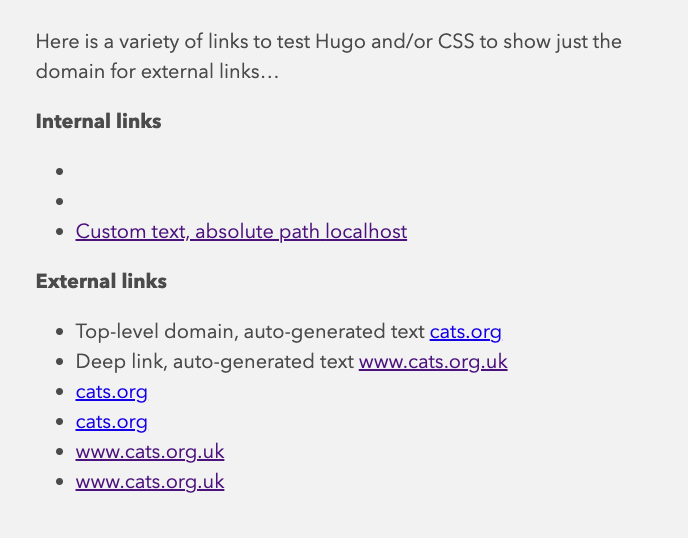 Here is a variety of links to test Hugo and/or CSS to show just the
domain for external links…
Internal links
Custom text, absolute path localhost
External links
Top-level domain, auto-generated text cats.org
Deep link, auto-generated text www.cats.org.uk
cats.org
cats.org
www.cats.org.uk
www.cats.org.uk